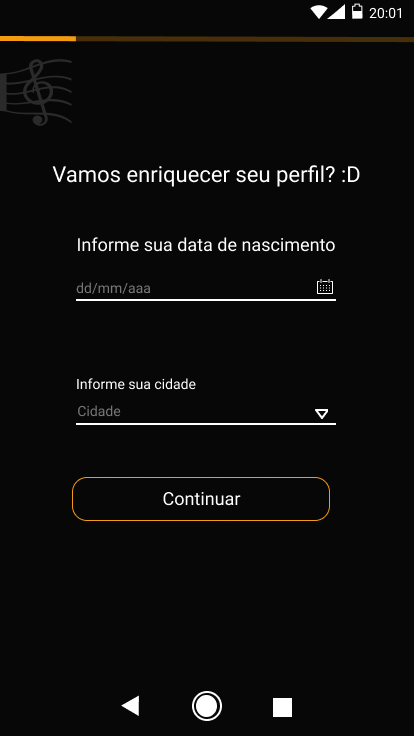 20:01
Vamos enriquecer seu perfil? :D
Informe sua data de nascimento
dd/mm/aaa
Informe sua cidade
Cidade
Continuar